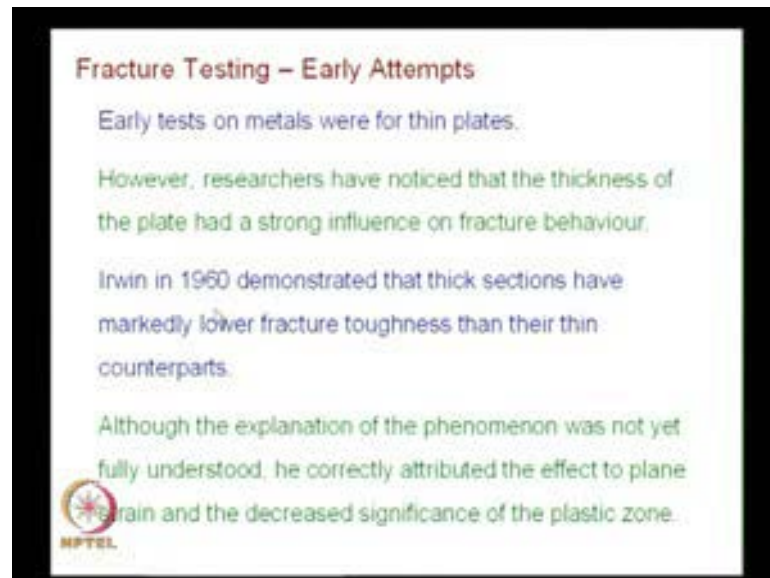 Fracture Testing – Early Attempts
Early tests on metals were for thin plates.
However, researchers have noticed that the thickness of
the plate had a strong influence on fracture behaviour.
Irwin in 1960 demonstrated that thick sections have
markedly lower fracture toughness than their thin
counterparts.
Although the explanation of the phenomenon was not yet
fully understood, he correctly attributed the effect to plane
strain and the decreased significance of the plastic zone.
NPTEL